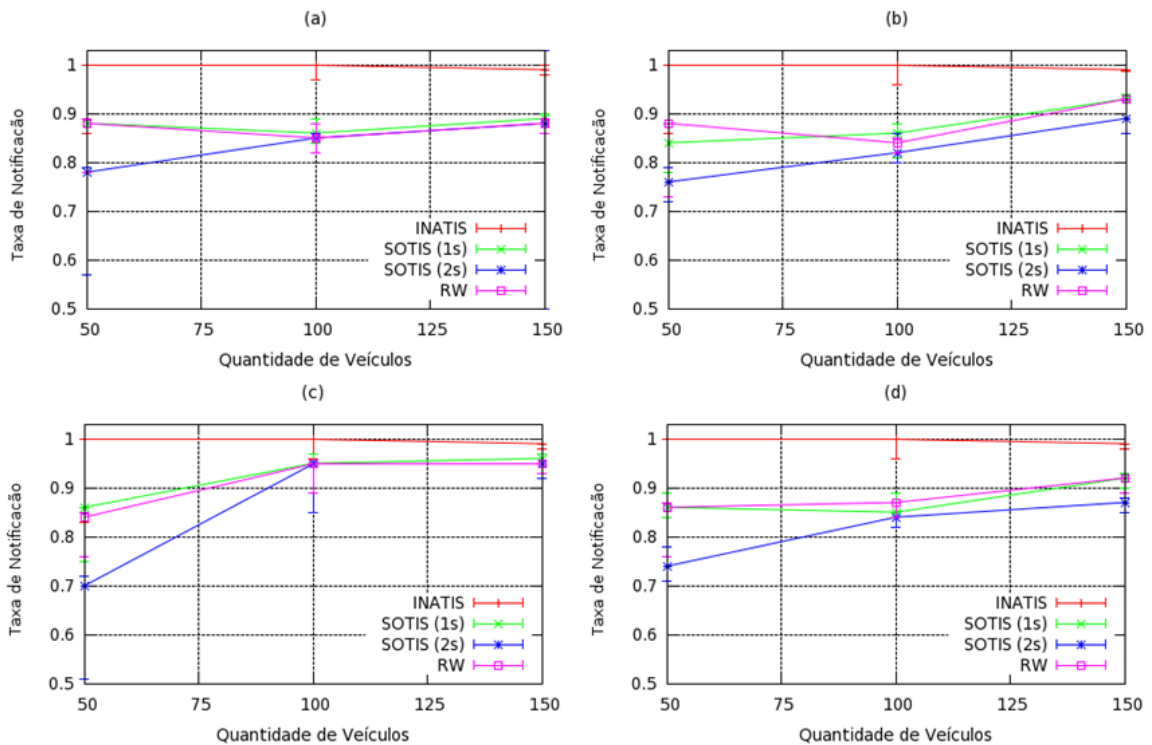 (a)
1
0.9
0.8
0.7
0.6
0.5
Taxa de Notificação
INATIS
SOTIS (1s)
SOTIS (2s)
RW
50 75 100 125 150
Quantidade de Veículos
(b)
1
0.9
0.8
0.7
0.6
0.5
Taxa de Notificação
INATIS
SOTIS (1s)
SOTIS (2s)
RW
50 75 100 125 150
Quantidade de Veículos
(c)
1
0.9
0.8
0.7
0.6
0.5
Taxa de Notificação
INATIS
SOTIS (1s)
SOTIS (2s)
RW
50 75 100 125 150
Quantidade de Veículos
(d)
1
0.9
0.8
0.7
0.6
0.5
Taxa de Notificação
INATIS
SOTIS (1s)
SOTIS (2s)
RW
50 75 100 125 150
Quantidade de Veículos